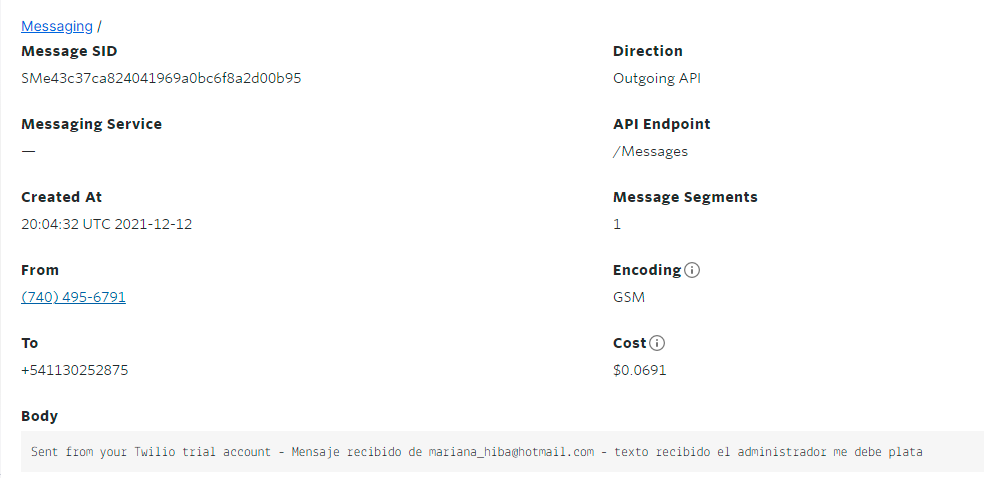 Messaging /
Message SID
SMe43c37ca824041969a0bc6f8a2d00b95
Direction
Outgoing API
Messaging Service
—
API Endpoint
/Messages
Created At
20:04:32 UTC 2021-12-12
Message Segments
1
From
(740) 495-6791
Encoding
GSM
To
+541130252875
Cost
$0.0691
Body
Sent from your Twilio trial account - Mensaje recibido de mariana_hiba@hotmail.com - texto recibido el administrador me debe plata